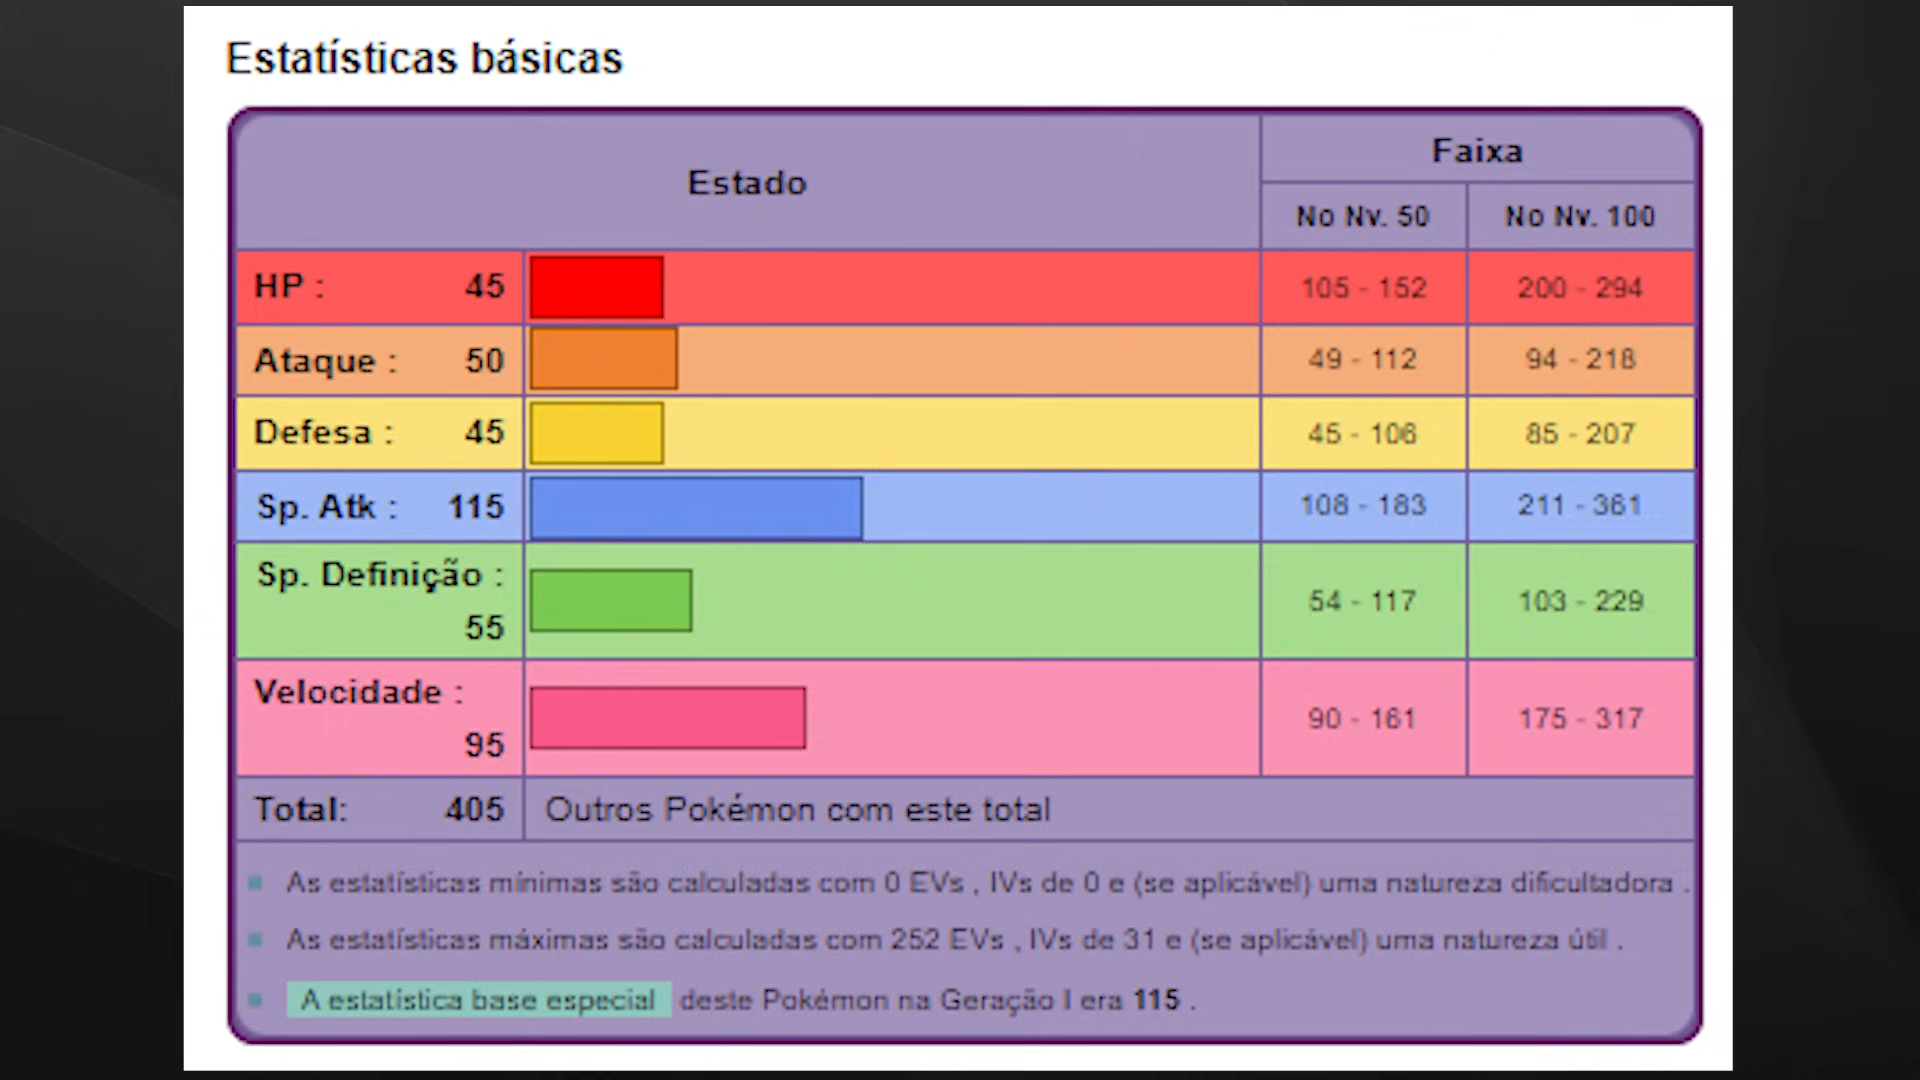 Estatísticas básicas
Estado
Faixa
No Nv. 50 No Nv. 100
HP : 45 105 - 152 200 - 294
Ataque : 50 49 - 112 94 - 218
Defesa : 45 45 - 106 85 - 207
Sp. Atk : 115 108 - 183 211 - 361
Sp. Definição :
55 54 - 117 103 - 229
Velocidade :
95 90 - 161 175 - 317
Total: 405 Outros Pokémon com este total
As estatísticas mínimas são calculadas com 0 EVs , IVs de 0 e (se aplicável) uma natureza dificultadora .
As estatísticas máximas são calculadas com 252 EVs , IVs de 31 e (se aplicável) uma natureza útil .
A estatística base especial deste Pokémon na Geração I era 115 .